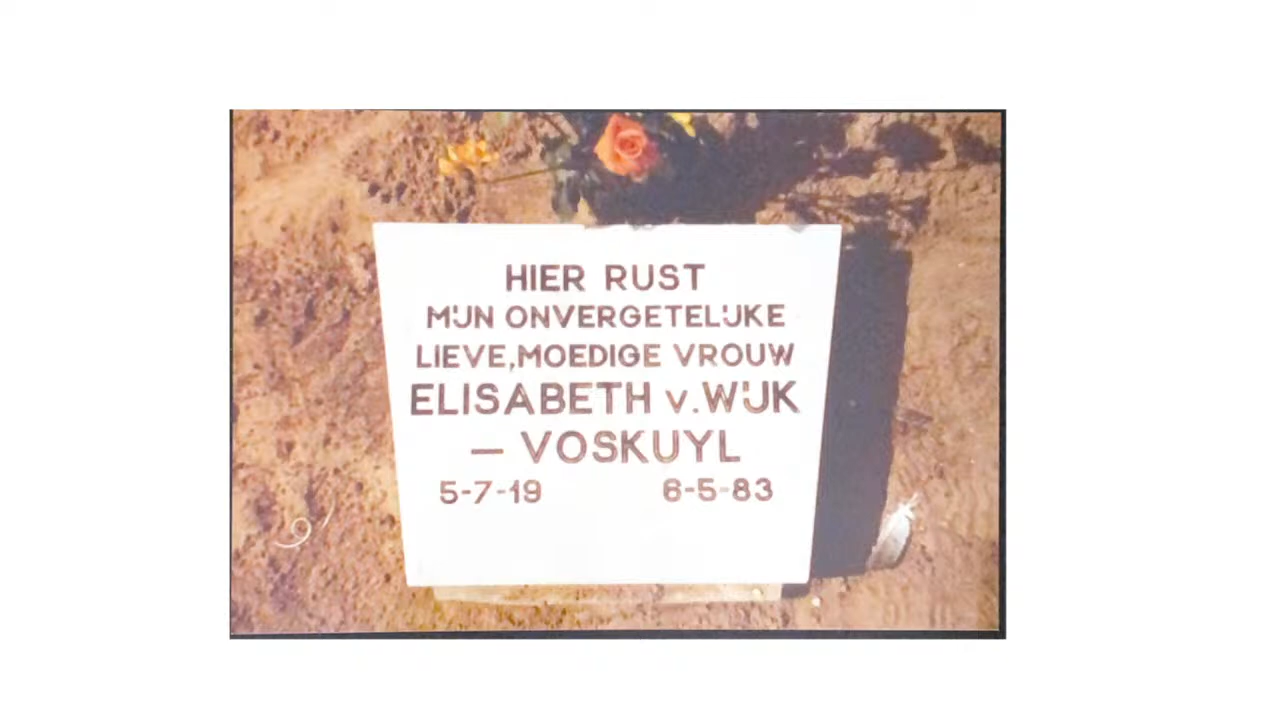 HIER RUST
MIJN ONVERGETELIJKE
LIEVE,MOEDIGE VROUW
ELISABETH v.WIJK
— VOSKUYL
5-7-19 6-5-83